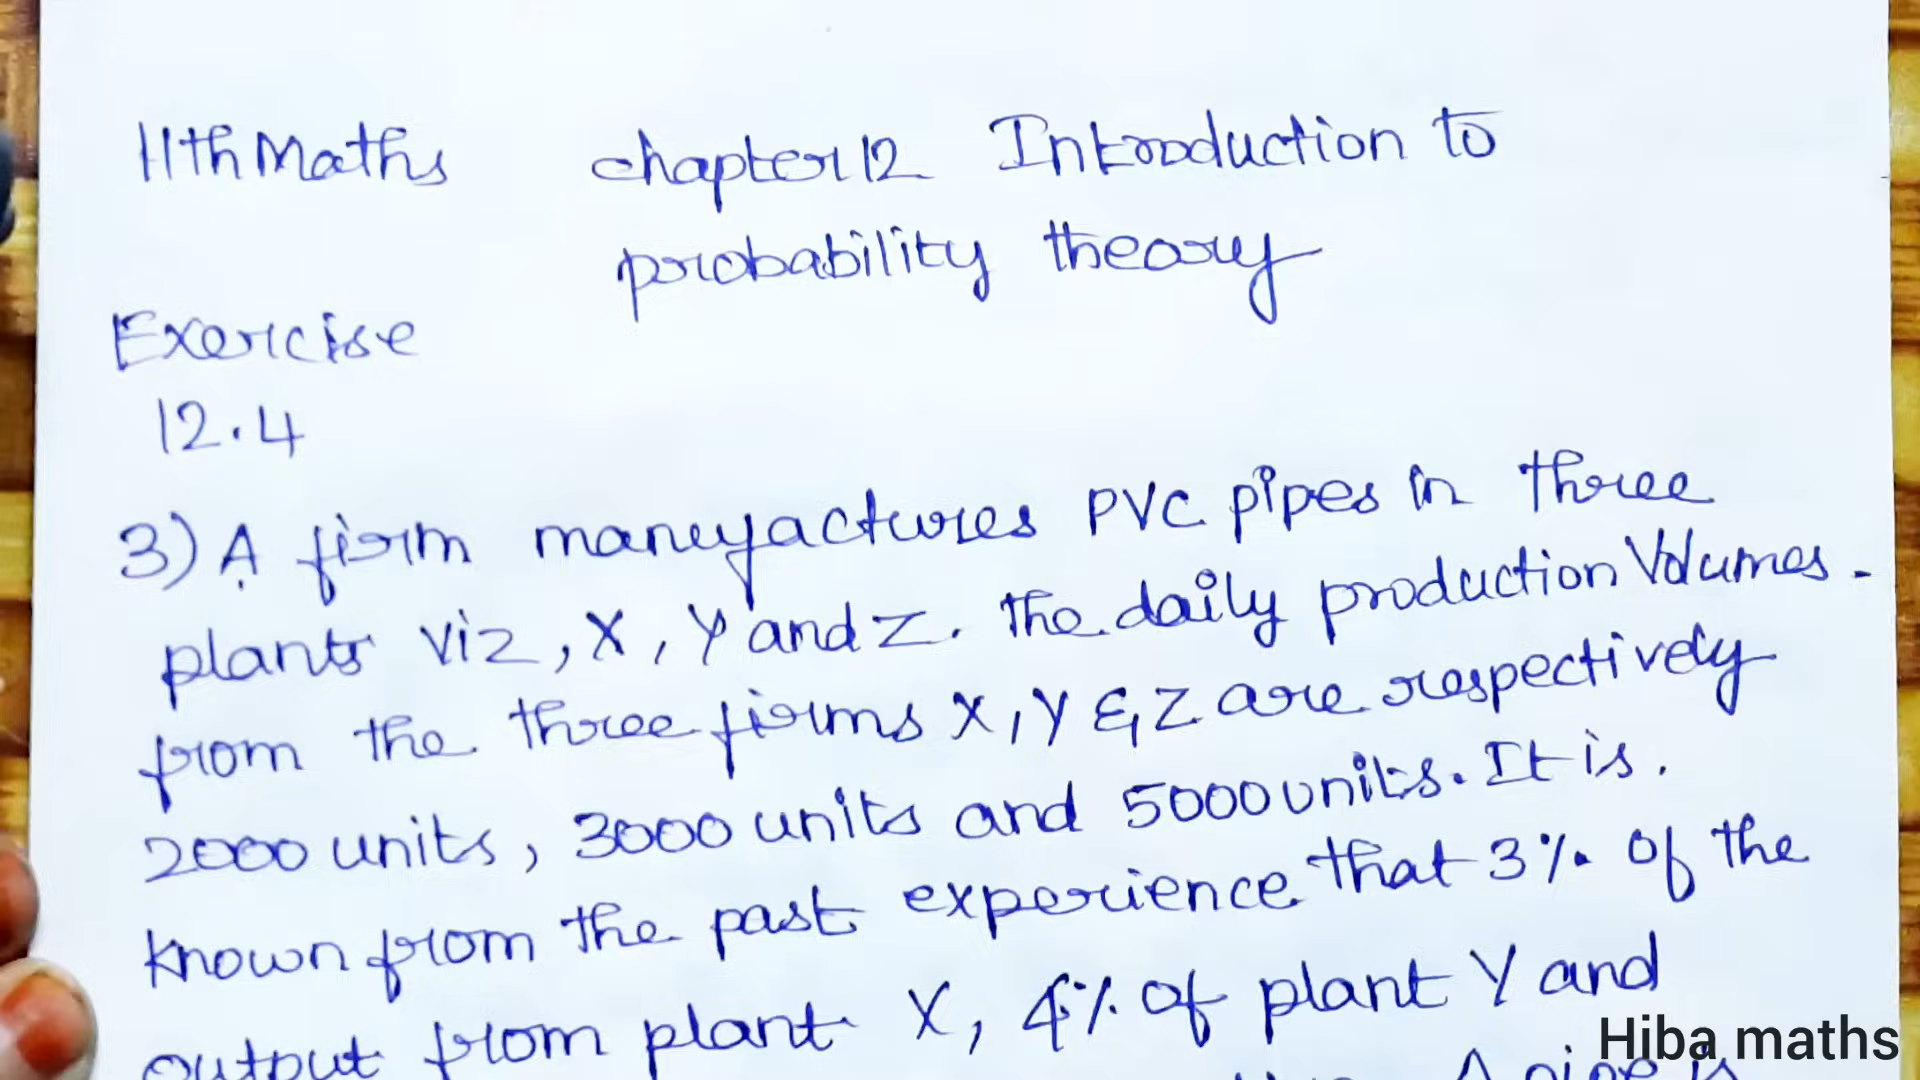 11th Maths chapter 12 Introduction to
probability theory
Exercise
12.4
3) A firm manufactures PVC pipes in three
plants viz, X, Y and Z. The daily production Volumes
from the three firms X, Y & Z are respectively
2000 units, 3000 units and 5000 units. It is.
known from the past experience that 3% of the
output from plant X, 4% of plant Y and
A pipe is
Hiba maths